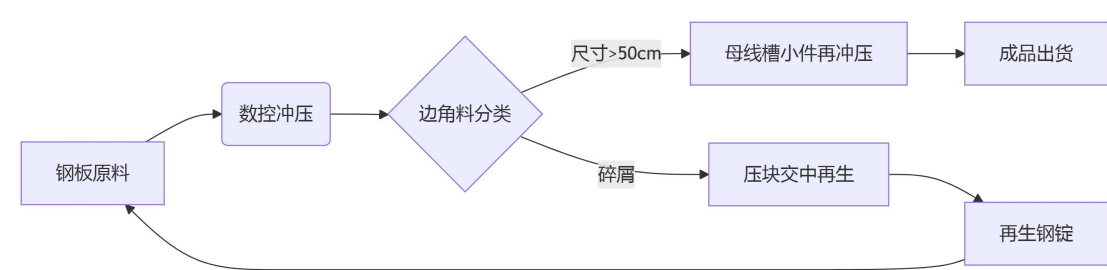 尺寸>50cm
母线槽小件再冲压
成品出货
数控冲压
边角料分类
钢板原料
碎屑
压块交中再生
再生钢锭